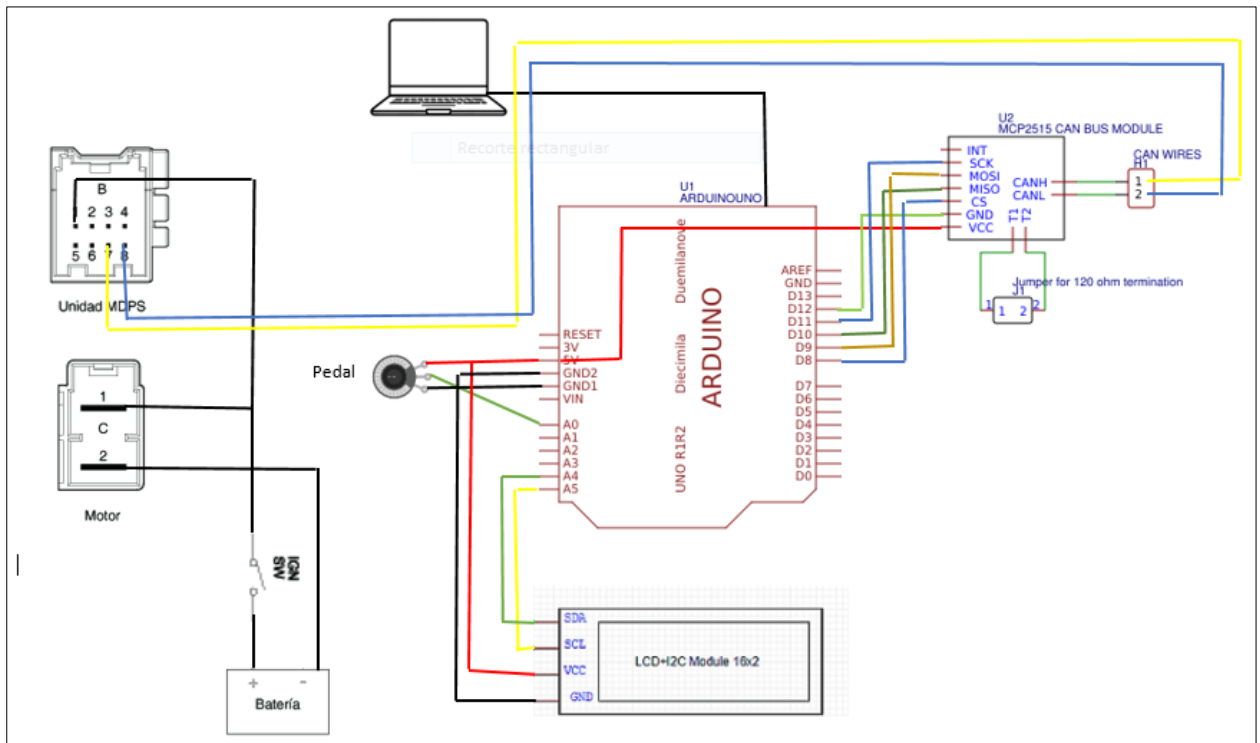 Recorte rectangular
U2
MCP2515 CAN BUS MODULE
INT
SCK
MOSI
MISO
CS
GND
VCC
CANH
CANL
T1
T2
CAN WIRES
H1
1
2
Jumper for 120 ohm termination
J1
1
1 2
2
B
2 3 4
5 6 7 8
Unidad MDPS
1
C
2
Motor
IGN
SW
+ -
Batería
Pedal
U1
ARDUINOUNO
RESET
3V
5V
GND2
GND1
VIN
A0
A1
A2
A3
A4
A5
Duemilanove
Diecimila
UNO R1R2
ARDUINO
AREF
GND
D13
D12
D11
D10
D9
D8
D7
D6
D5
D4
D3
D2
D1
D0
SDA
SCL
VCC
GND
LCD+I2C Module 16x2